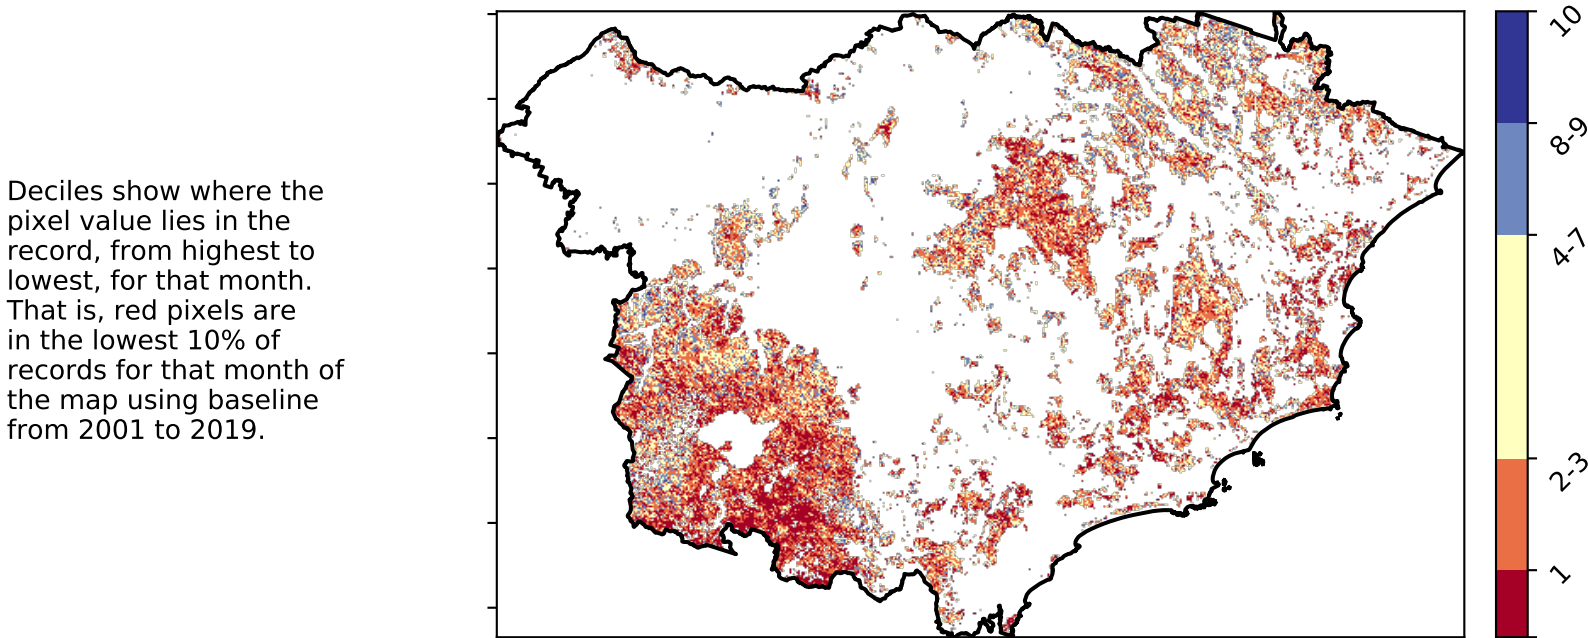 Deciles show where the
pixel value lies in the
record, from highest to
lowest, for that month.
That is, red pixels are
in the lowest 10% of
records for that month of
the map using baseline
from 2001 to 2019.
10
8-9
4-7
2-3
1